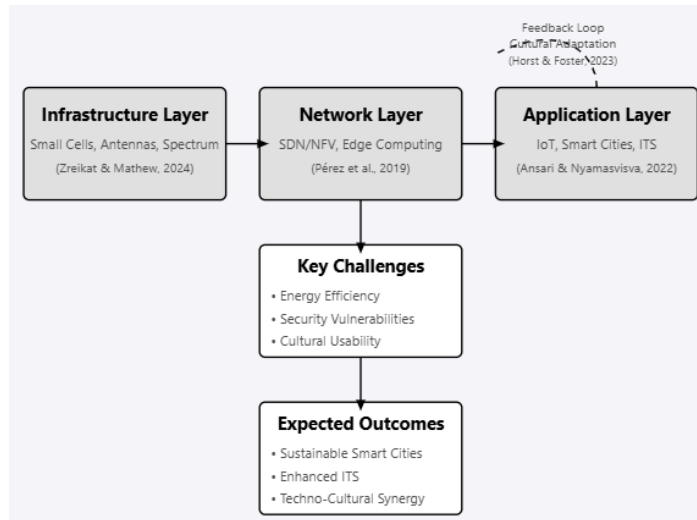 Feedback Loop
Cultural Adaptation
(Horst & Foster, 2023)
Infrastructure Layer
Small Cells, Antennas, Spectrum
(Zreikat & Mathew, 2024)
Network Layer
SDN/NFV, Edge Computing
(Pérez et al., 2019)
Application Layer
IoT, Smart Cities, ITS
(Ansari & Nyamasvisva, 2022)
Key Challenges
• Energy Efficiency
• Security Vulnerabilities
• Cultural Usability
Expected Outcomes
• Sustainable Smart Cities
• Enhanced ITS
• Techno-Cultural Synergy